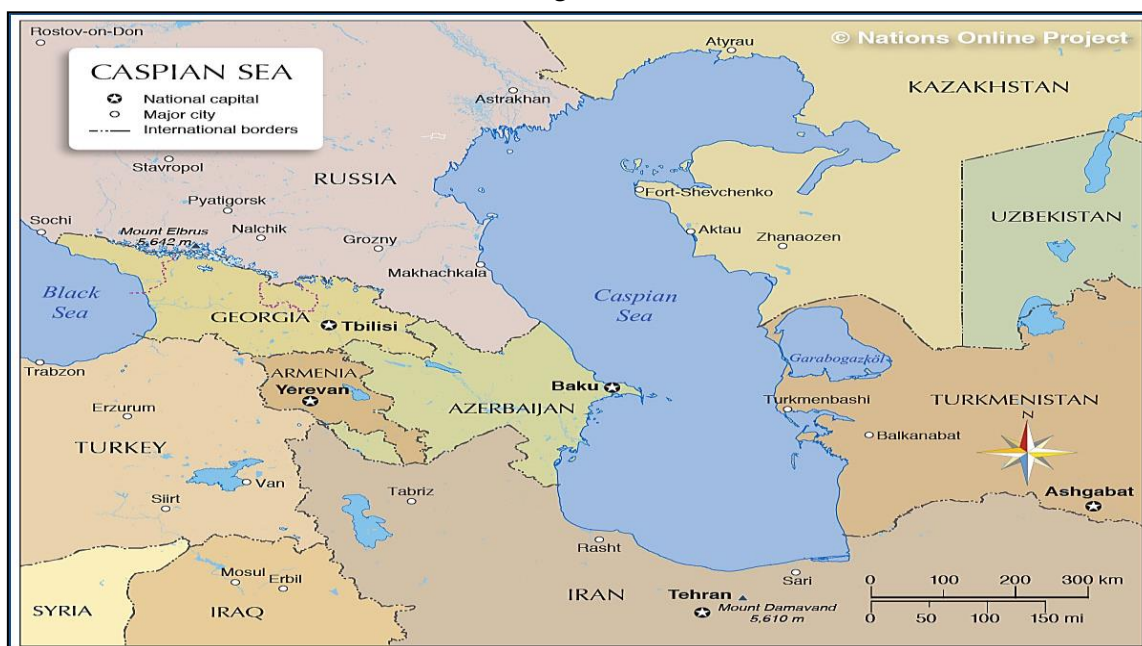 Rostov-on-Don
© Nations Online Project
CASPIAN SEA
National capital
Major city
International borders
Atyrau
KAZAKHSTAN
Astrakhan
Stavropol
RUSSIA
Pyatigorsk
Fort-Shevchenko
UZBEKISTAN
Sochi
Mount Elbrus
5,642 m
Nalchik
Grozny
Aktau
Zhanaozen
Makhachkala
Black
Sea
Caspian
Sea
GEORGIA
Tbilisi
Garabogazköl
Trabzon
ARMENIA
Yerevan
Baku
AZERBAIJAN
Turkmenbashi
TURKMENISTAN
Erzurum
N
Balkanabat
TURKEY
Van
Siirt
Tabriz
Ashgabat
Rasht
Mosul
Erbil
Sari
SYRIA
IRAQ
IRAN
Tehran
Mount Damavand
5,610 m
0 100 200 300 km
0 50 100 150 mi